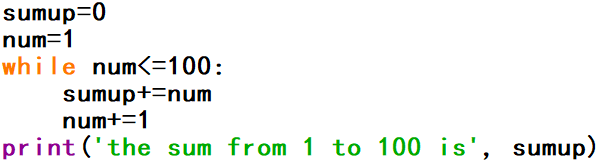 sumup=0
num=1
while num<=100:
    sumup+=num
    num+=1
print('the sum from 1 to 100 is', sumup)